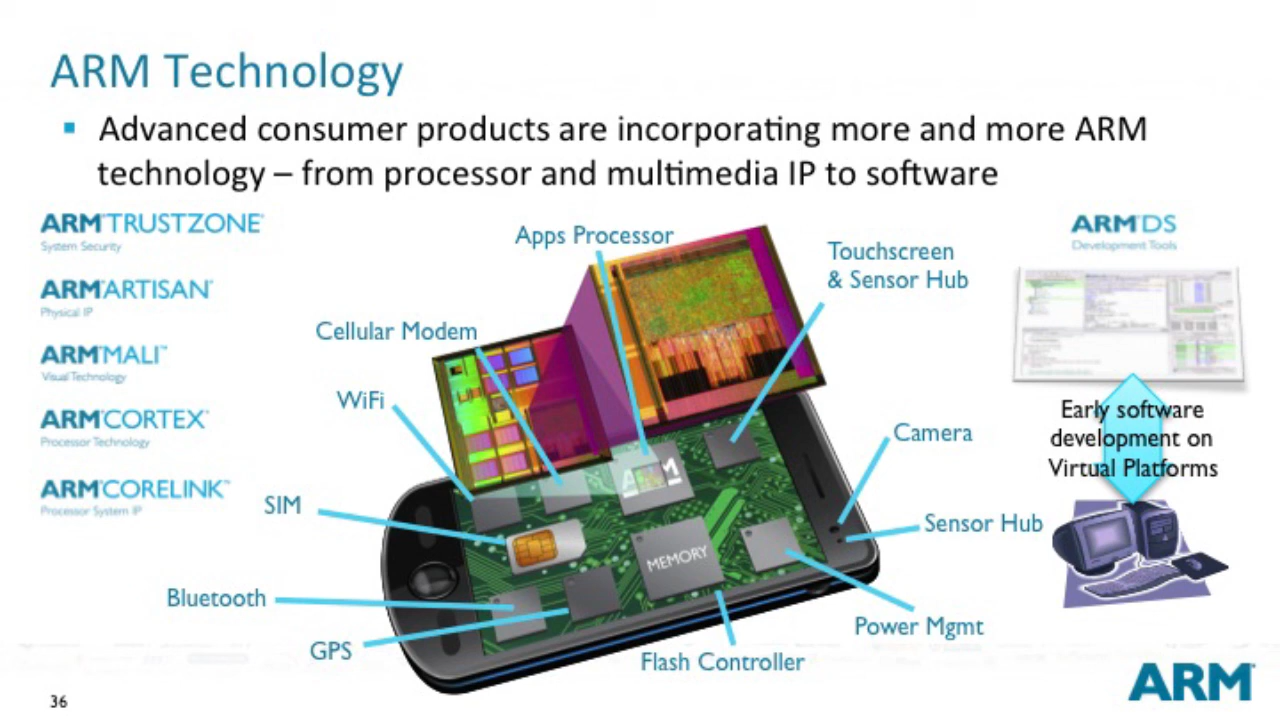 ARM Technology
▪ Advanced consumer products are incorporating more and more ARM
technology – from processor and multimedia IP to software
ARM®TRUSTZONE®
System Security
ARM®ARTISAN®
Physical IP
ARM®MALI™
Visual Technology
ARM®CORTEX®
Processor Technology
ARM®CORELINK™
Processor System IP
Apps Processor
Cellular Modem
WiFi
SIM
Bluetooth
GPS
Touchscreen
& Sensor Hub
Camera
Sensor Hub
Power Mgmt
Flash Controller
ARM
MEMORY
ARM®DS
Development Tools
Early software
development on
Virtual Platforms
36
ARM®